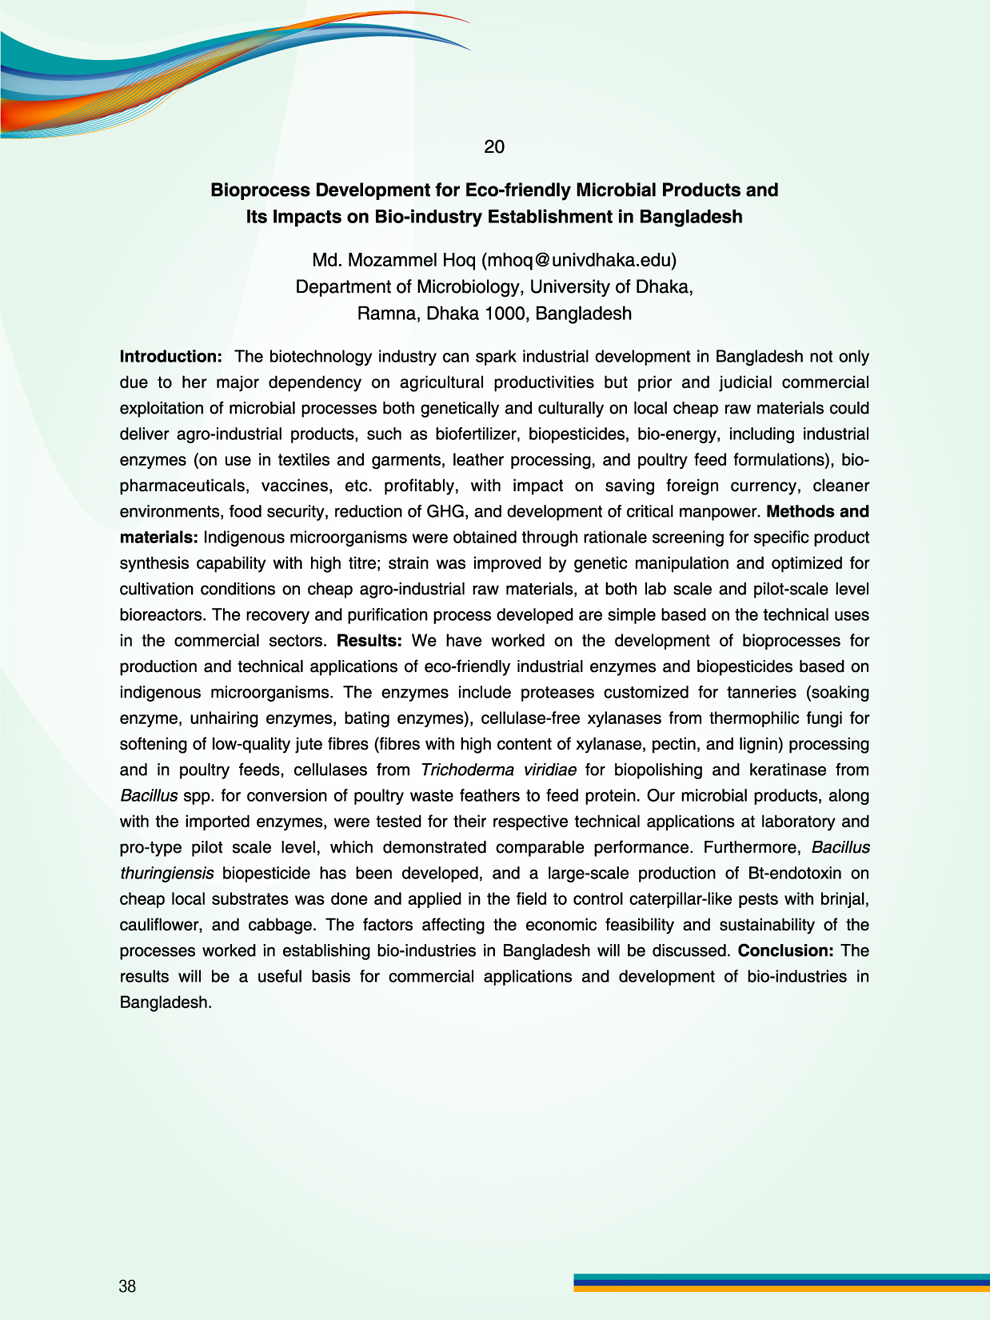 20
Bioprocess Development for Eco-friendly Microbial Products and
Its Impacts on Bio-industry Establishment in Bangladesh
Md. Mozammel Hoq (mhoq@univdhaka.edu)
Department of Microbiology, University of Dhaka,
Ramna, Dhaka 1000, Bangladesh
Introduction: The biotechnology industry can spark industrial development in Bangladesh not only
due to her major dependency on agricultural productivities but prior and judicial commercial
exploitation of microbial processes both genetically and culturally on local cheap raw materials could
deliver agro-industrial products, such as biofertilizer, biopesticides, bio-energy, including industrial
enzymes (on use in textiles and garments, leather processing, and poultry feed formulations), bio-
pharmaceuticals, vaccines, etc. profitably, with impact on saving foreign currency, cleaner
environments, food security, reduction of GHG, and development of critical manpower. Methods and
materials: Indigenous microorganisms were obtained through rationale screening for specific product
synthesis capability with high titre; strain was improved by genetic manipulation and optimized for
cultivation conditions on cheap agro-industrial raw materials, at both lab scale and pilot-scale level
bioreactors. The recovery and purification process developed are simple based on the technical uses
in the commercial sectors. Results: We have worked on the development of bioprocesses for
production and technical applications of eco-friendly industrial enzymes and biopesticides based on
indigenous microorganisms. The enzymes include proteases customized for tanneries (soaking
enzyme, unhairing enzymes, bating enzymes), cellulase-free xylanases from thermophilic fungi for
softening of low-quality jute fibres (fibres with high content of xylanase, pectin, and lignin) processing
and in poultry feeds, cellulases from Trichoderma viridiae for biopolishing and keratinase from
Bacillus spp. for conversion of poultry waste feathers to feed protein. Our microbial products, along
with the imported enzymes, were tested for their respective technical applications at laboratory and
pro-type pilot scale level, which demonstrated comparable performance. Furthermore, Bacillus
thuringiensis biopesticide has been developed, and a large-scale production of Bt-endotoxin on
cheap local substrates was done and applied in the field to control caterpillar-like pests with brinjal,
cauliflower, and cabbage. The factors affecting the economic feasibility and sustainability of the
processes worked in establishing bio-industries in Bangladesh will be discussed. Conclusion: The
results will be a useful basis for commercial applications and development of bio-industries in
Bangladesh.
38